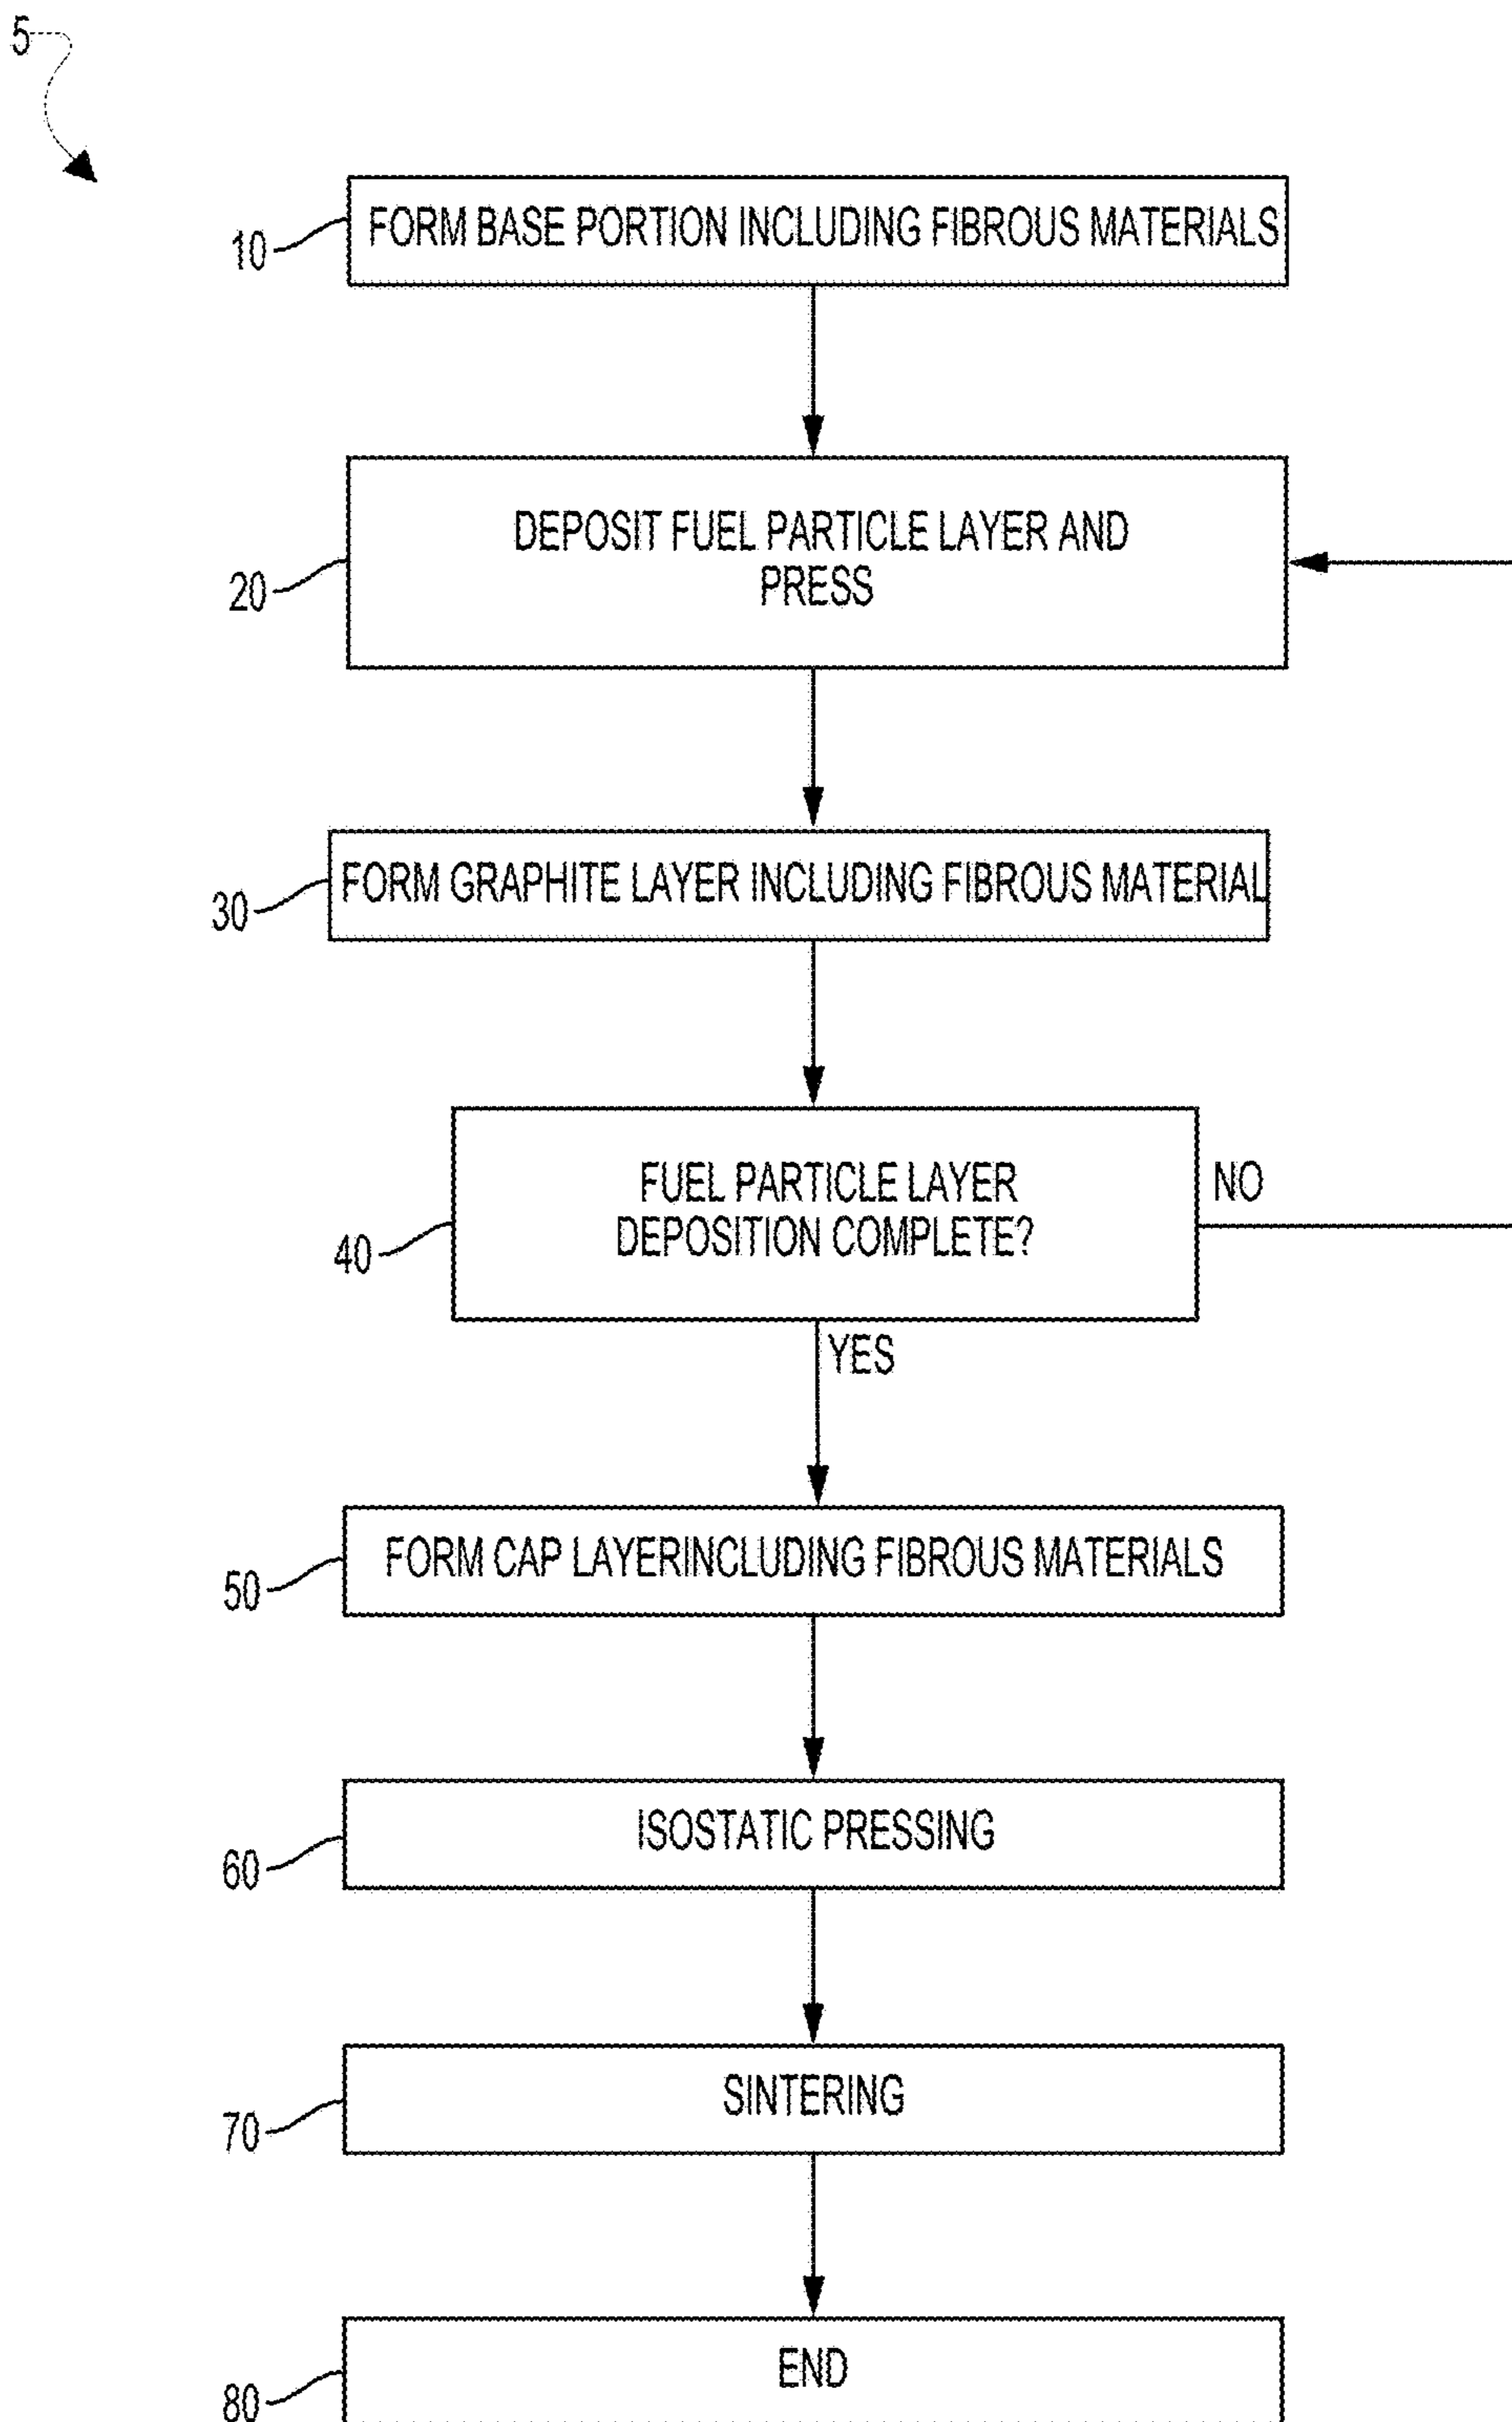 5
FORM BASE PORTION INCLUDING FIBROUS MATERIALS
10
DEPOSIT FUEL PARTICLE LAYER AND
PRESS
20
FORM GRAPHITE LAYER INCLUDING FIBROUS MATERIAL
30
FUEL PARTICLE LAYER
DEPOSITION COMPLETE?
NO
40
YES
FORM CAP LAYERINCLUDING FIBROUS MATERIALS
50
ISOSTATIC PRESSING
60
SINTERING
70
END
80